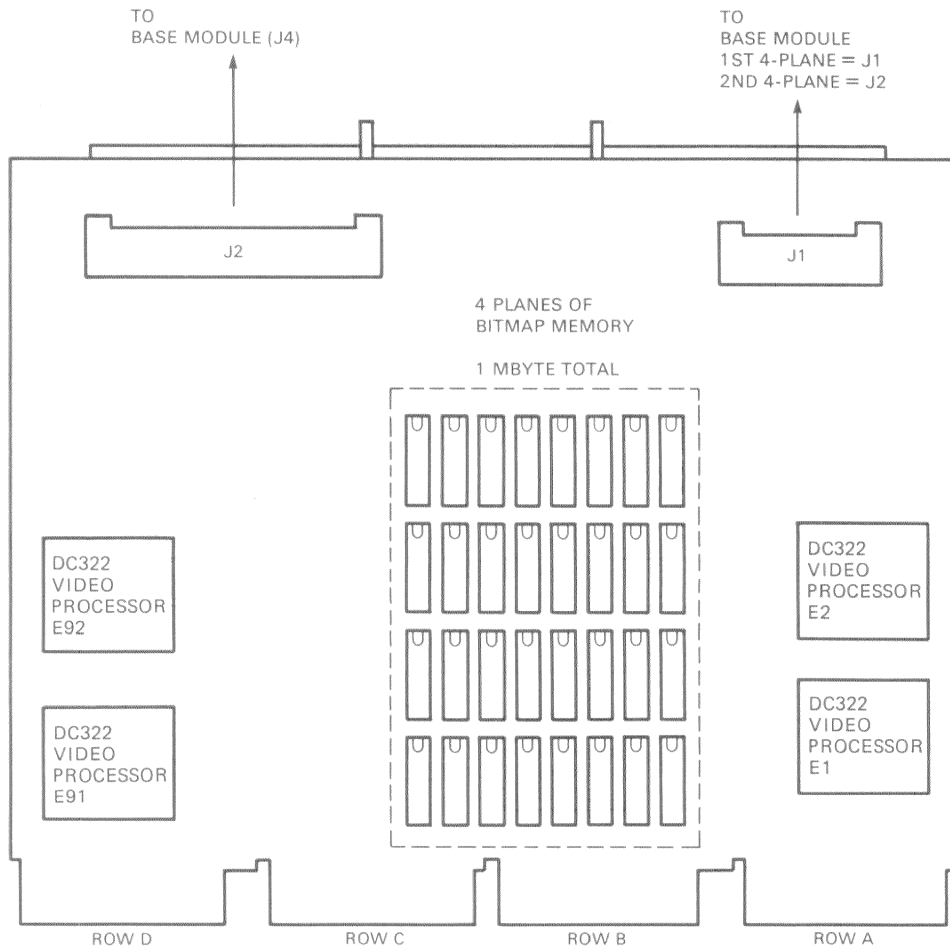 TO
BASE MODULE (J4)
TO
BASE MODULE
1ST 4-PLANE = J1
2ND 4-PLANE = J2
J2
J1
4 PLANES OF
BITMAP MEMORY
1 MBYTE TOTAL
DC322
VIDEO
PROCESSOR
E92
DC322
VIDEO
PROCESSOR
E2
DC322
VIDEO
PROCESSOR
E91
DC322
VIDEO
PROCESSOR
E1
ROW D
ROW C
ROW B
ROW A